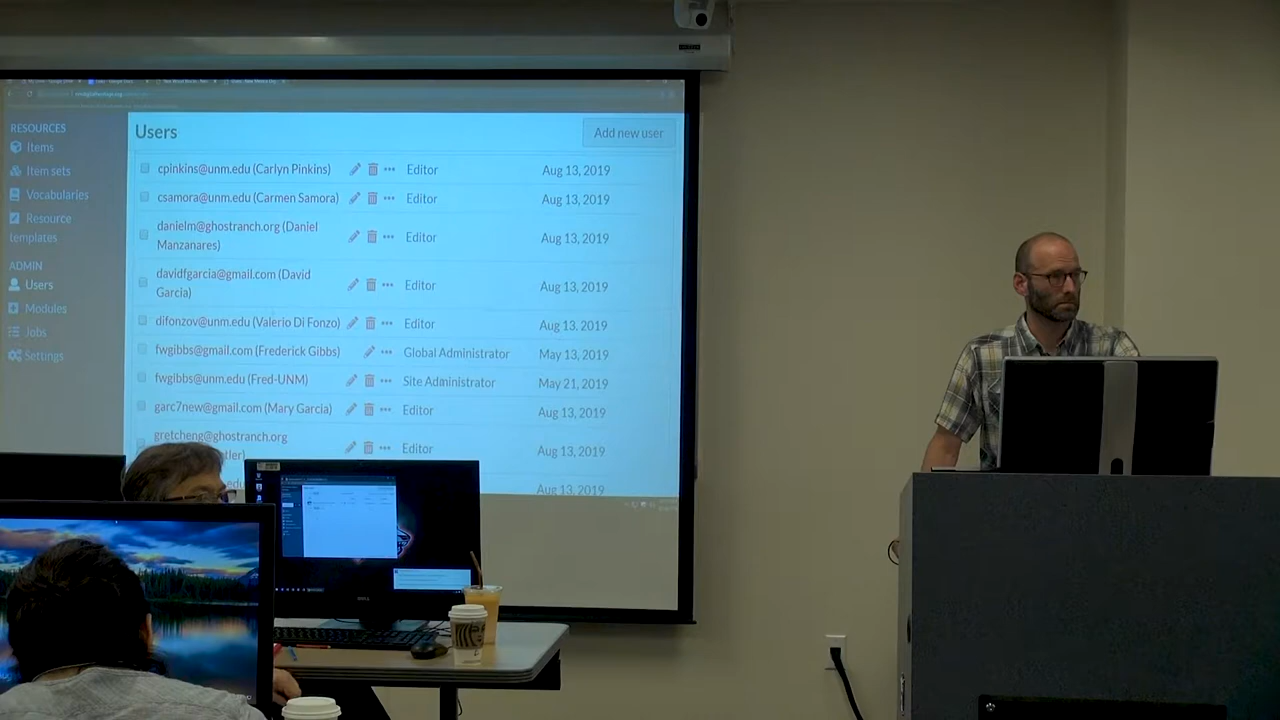 RESOURCES
Items
Item sets
Vocabularies
Resource
templates
ADMIN
Users
Modules
Jobs
Settings
Users
Add new user
cpinkins@unm.edu (Carlyn Pinkins) Editor Aug 13, 2019
csamora@unm.edu (Carmen Samora) Editor Aug 13, 2019
danielm@ghostranch.org (Daniel
Manzanares) Editor Aug 13, 2019
davidfgarcia@gmail.com (David
Garcia) Editor Aug 13, 2019
difonzov@unm.edu (Valerio Di Fonzo) Editor Aug 13, 2019
fwgibbs@gmail.com (Frederick Gibbs) Global Administrator May 13, 2019
fwgibbs@unm.edu (Fred-UNM) Site Administrator May 21, 2019
garc7new@gmail.com (Mary Garcia) Editor Aug 13, 2019
gretcheng@ghostranch.org
Editor Aug 13, 2019
Aug 13, 2019
DELL